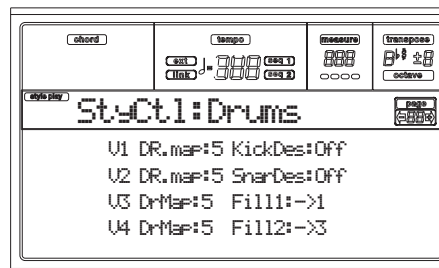 chord tempo measure transpose
ext seq 1
link seq 2
octave
style play
StyCtl:Drums
page
V1 DR.map:5 KickDes:Off
V2 DR.map:5 SnarDes:Off
V3 DrMap:5 Fill1:->1
V4 DrMap:5 Fill2:->3